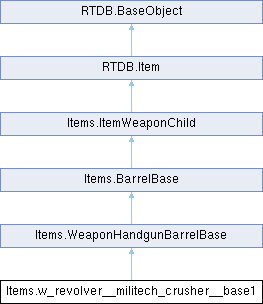 RTDB.BaseObject
RTDB.Item
Items.ItemWeaponChild
Items.BarrelBase
Items.WeaponHandgunBarrelBase
Items.w_revolver__militech_crusher__base1